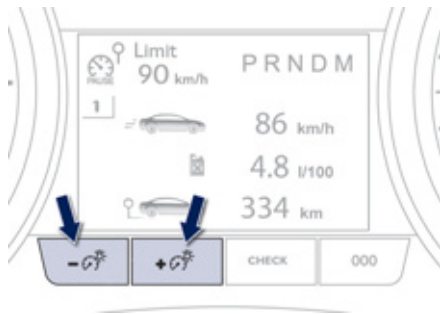 Limit
90 km/h
PRNDM
PAUSE
1
86 km/h
4.8 l/100
334 km
- +
CHECK
000